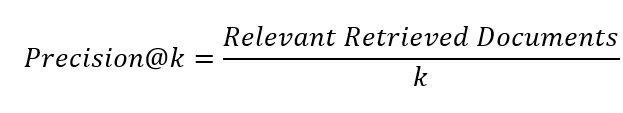 Precision@k = Relevant Retrieved Documents / k